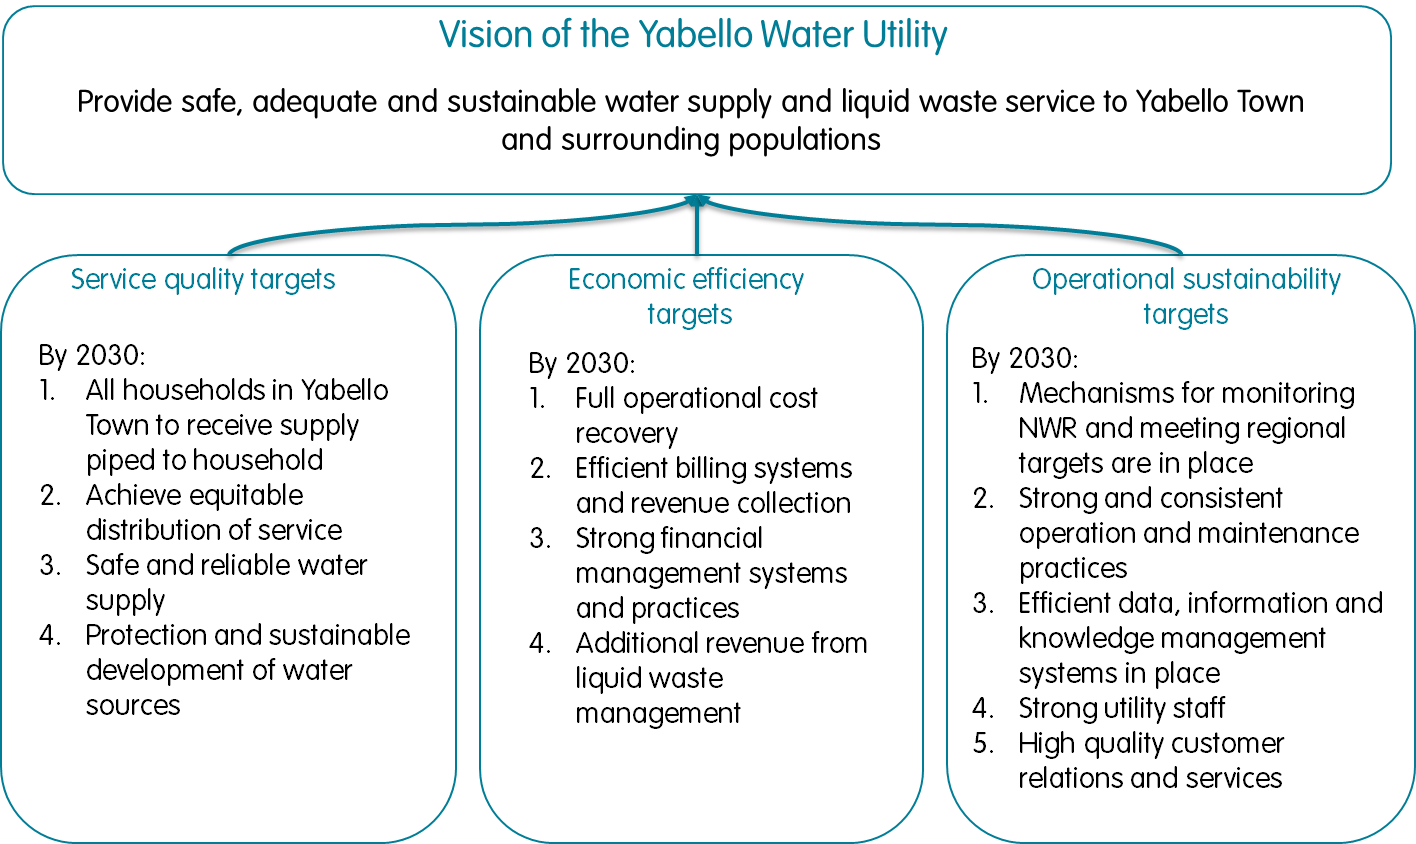 Vision of the Yabello Water Utility
Provide safe, adequate and sustainable water supply and liquid waste service to Yabello Town
and surrounding populations
Service quality targets
By 2030:
1. All households in Yabello
Town to receive supply
piped to household
2. Achieve equitable
distribution of service
3. Safe and reliable water
supply
4. Protection and sustainable
development of water
sources
Economic efficiency
targets
By 2030:
1. Full operational cost
recovery
2. Efficient billing systems
and revenue collection
3. Strong financial
management systems
and practices
4. Additional revenue from
liquid waste
management
Operational sustainability
targets
By 2030:
1. Mechanisms for monitoring
NWR and meeting regional
targets are in place
2. Strong and consistent
operation and maintenance
practices
3. Efficient data, information and
knowledge management
systems in place
4. Strong utility staff
5. High quality customer
relations and services